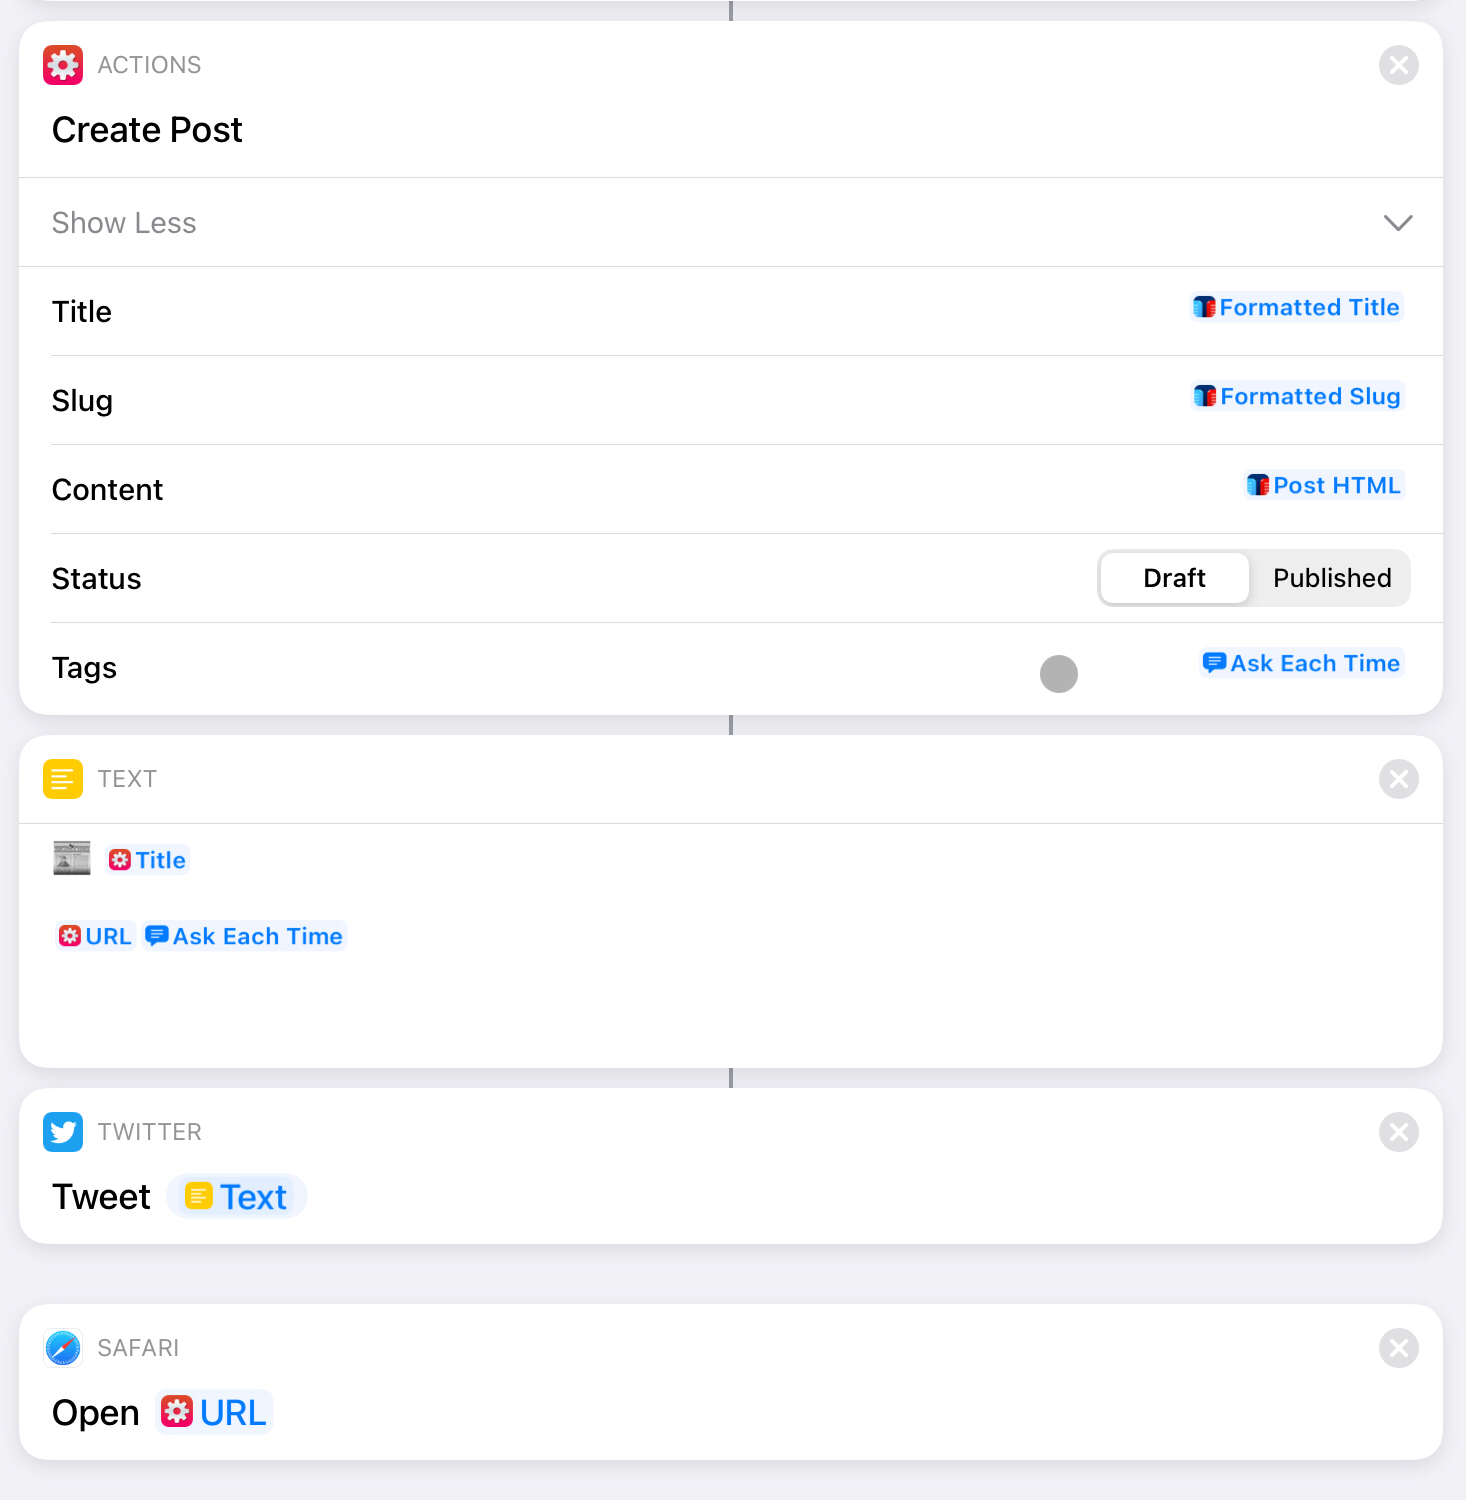 ACTIONS
Create Post
Show Less
Title Formatted Title
Slug Formatted Slug
Content Post HTML
Status Draft Published
Tags Ask Each Time
TEXT
Title
URL Ask Each Time
TWITTER
Tweet Text
SAFARI
Open URL